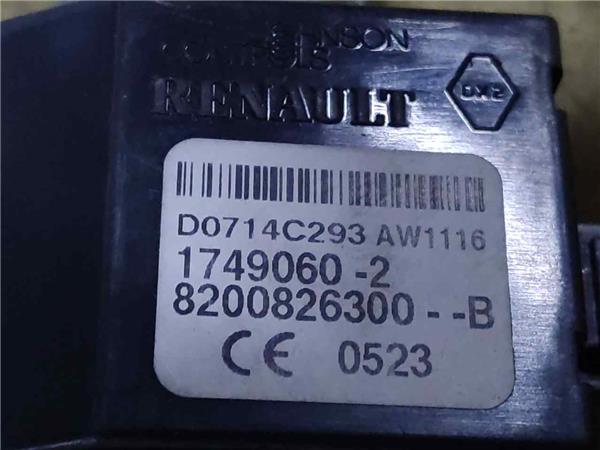 JOHNSON
CONTROLS
RENAULT
D0714C293 AW1116
1749060-2
8200826300--B
CE 0523